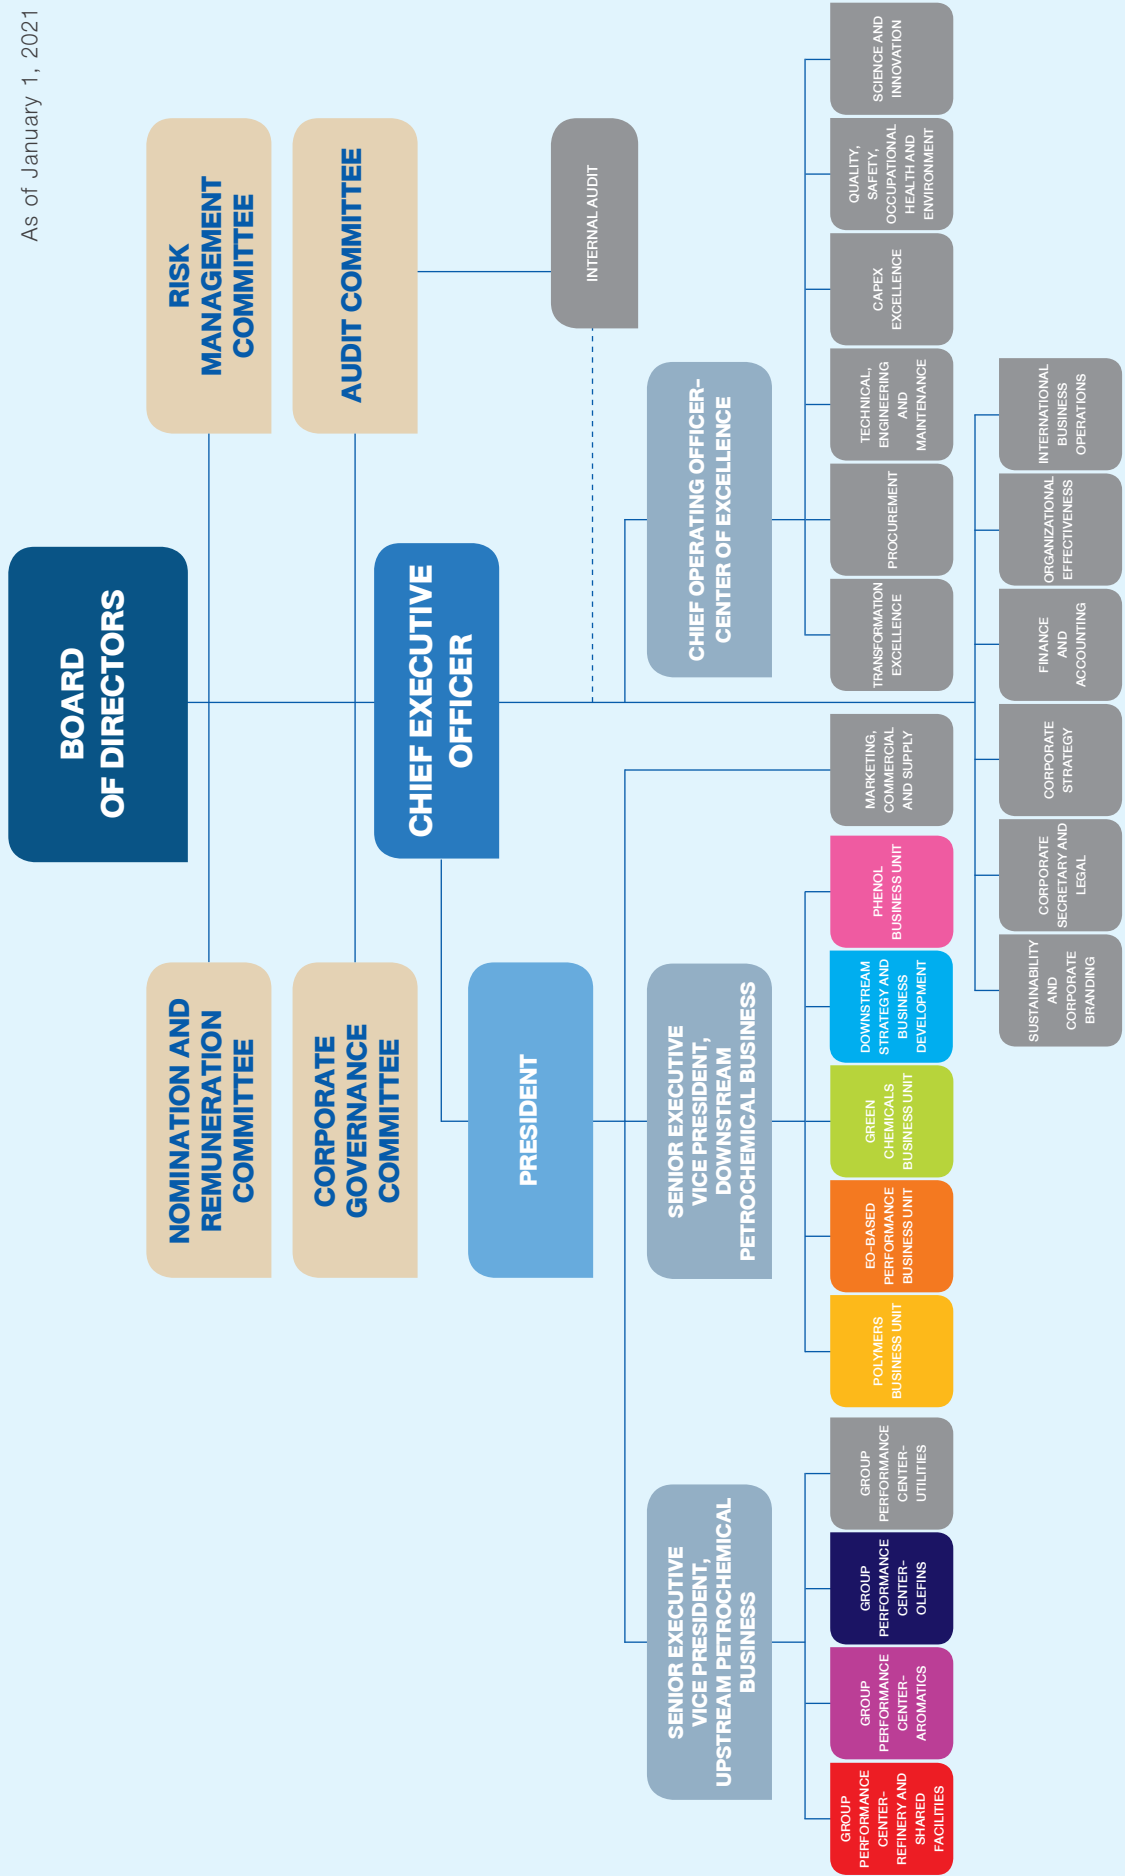 As of January 1, 2021
BOARD
OF DIRECTORS
NOMINATION AND
REMUNERATION
COMMITTEE
RISK
MANAGEMENT
COMMITTEE
CORPORATE
GOVERNANCE
COMMITTEE
AUDIT COMMITTEE
CHIEF EXECUTIVE
OFFICER
PRESIDENT
INTERNAL AUDIT
SENIOR EXECUTIVE
VICE PRESIDENT,
UPSTREAM PETROCHEMICAL
BUSINESS
SENIOR EXECUTIVE
VICE PRESIDENT,
DOWNSTREAM
PETROCHEMICAL BUSINESS
CHIEF OPERATING OFFICER-
CENTER OF EXCELLENCE
GROUP
PERFORMANCE
CENTER-
REFINERY AND
SHARED
FACILITIES
GROUP
PERFORMANCE
CENTER-
AROMATICS
GROUP
PERFORMANCE
CENTER-
OLEFINS
GROUP
PERFORMANCE
CENTER-
UTILITIES
POLYMERS
BUSINESS UNIT
EO-BASED
PERFORMANCE
BUSINESS UNIT
GREEN
CHEMICALS
BUSINESS UNIT
DOWNSTREAM
STRATEGY AND
BUSINESS
DEVELOPMENT
PHENOL
BUSINESS UNIT
MARKETING,
COMMERCIAL
AND SUPPLY
TRANSFORMATION
EXCELLENCE
PROCUREMENT
TECHNICAL,
ENGINEERING
AND
MAINTENANCE
CAPEX
EXCELLENCE
QUALITY,
SAFETY,
OCCUPATIONAL
HEALTH AND
ENVIRONMENT
SCIENCE AND
INNOVATION
SUSTAINABILITY
AND
CORPORATE
BRANDING
CORPORATE
SECRETARY AND
LEGAL
CORPORATE
STRATEGY
FINANCE
AND
ACCOUNTING
ORGANIZATIONAL
EFFECTIVENESS
INTERNATIONAL
BUSINESS
OPERATIONS